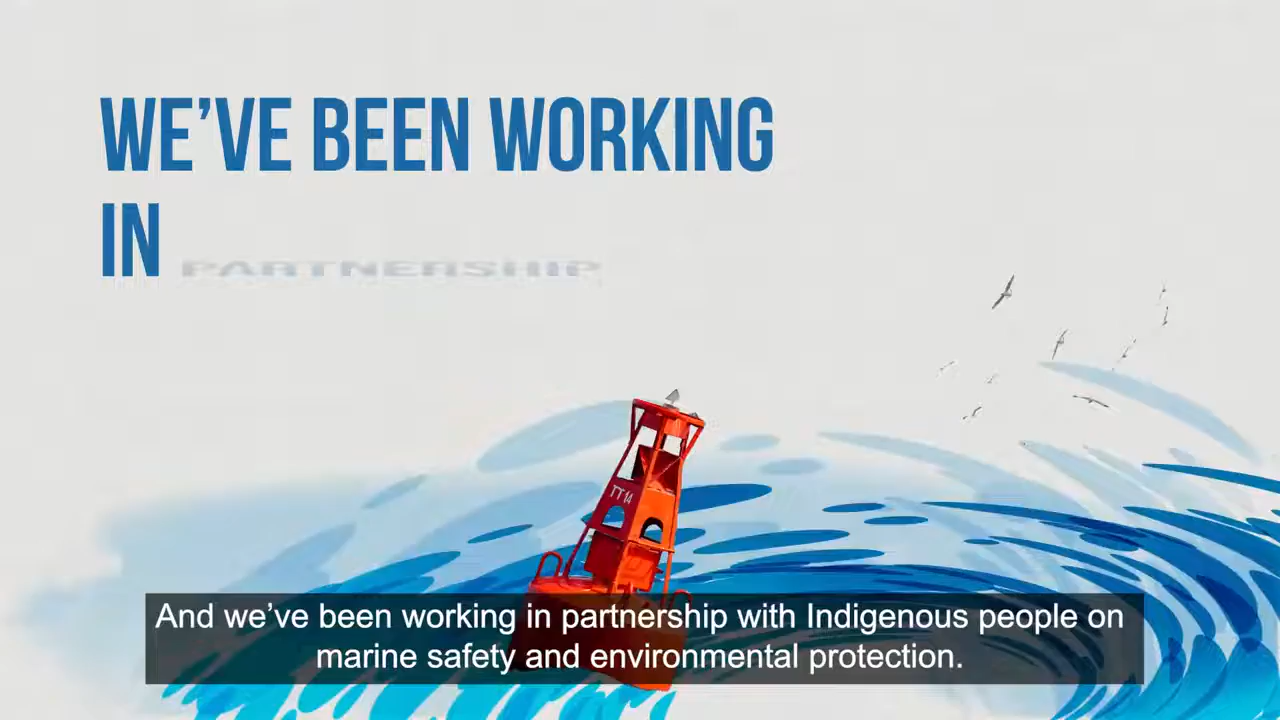 WE'VE BEEN WORKING
IN PARTNERSHIP
TT14
And we've been working in partnership with Indigenous people on
marine safety and environmental protection.